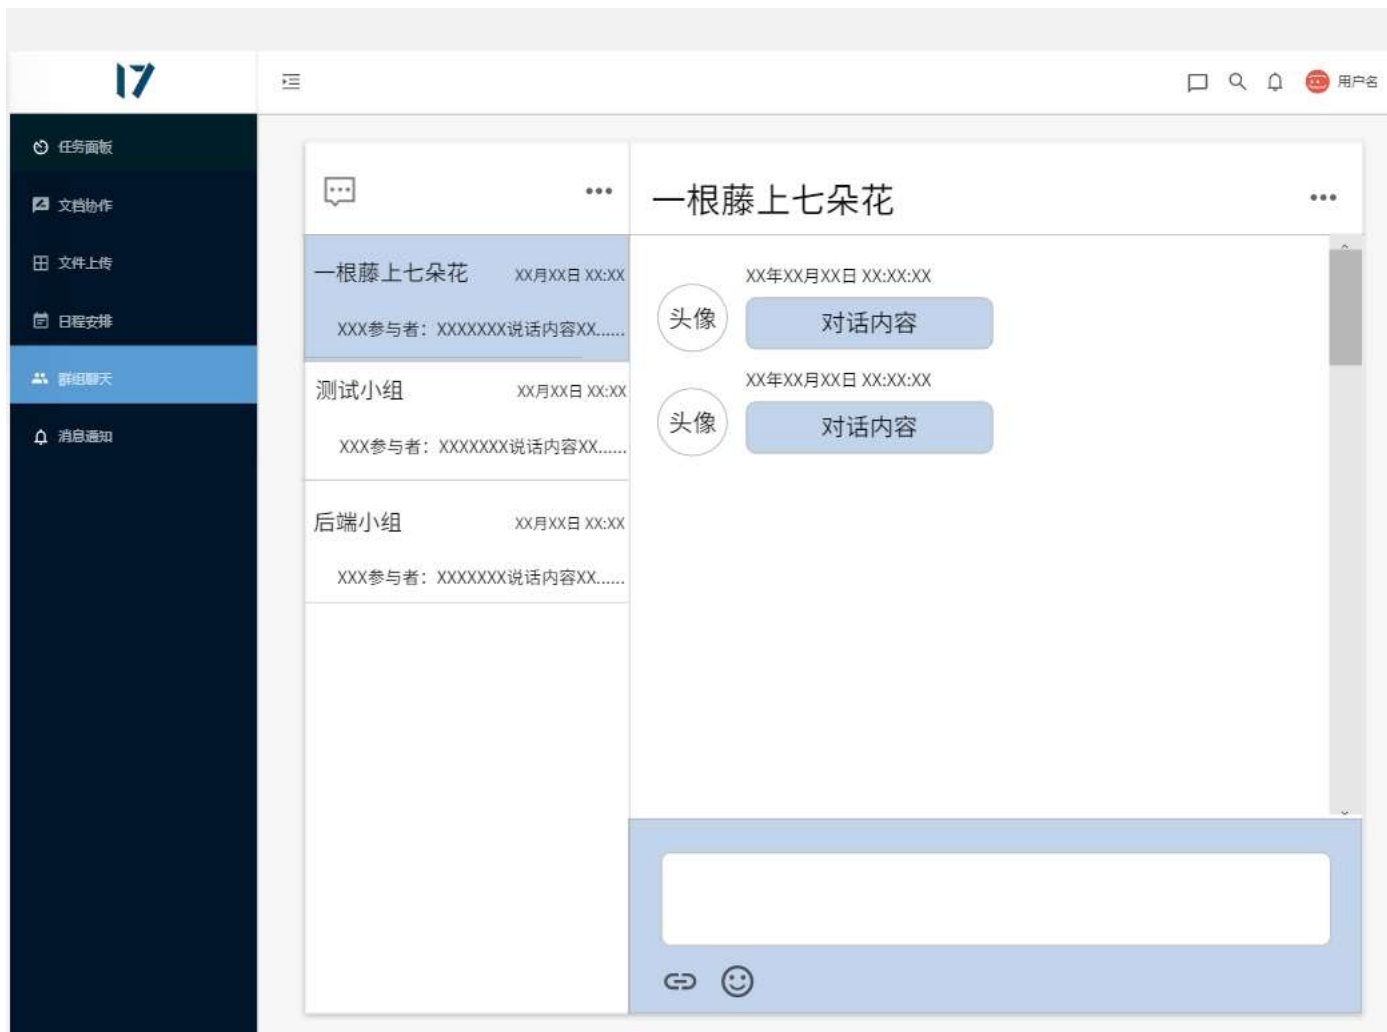 17
用户名
任务面板
文档协作
文件上传
日程安排
群组聊天
消息通知
一根藤上七朵花 XX月XX日 XX:XX
XXX参与者：XXXXXXX说话内容XX......
测试小组 XX月XX日 XX:XX
XXX参与者：XXXXXXX说话内容XX......
后端小组 XX月XX日 XX:XX
XXX参与者：XXXXXXX说话内容XX......
一根藤上七朵花
XX年XX月XX日 XX:XX:XX
头像 对话内容
XX年XX月XX日 XX:XX:XX
头像 对话内容